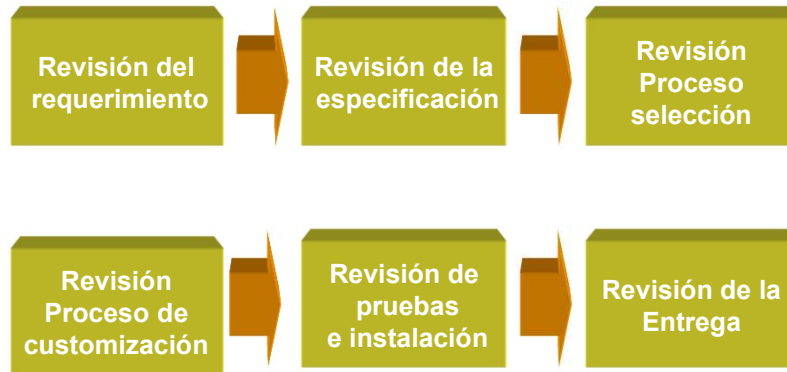 Revisión del
requerimiento
Revisión de la
especificación
Revisión
Proceso
selección
Revisión
Proceso de
customización
Revisión de
pruebas
e instalación
Revisión de la
Entrega